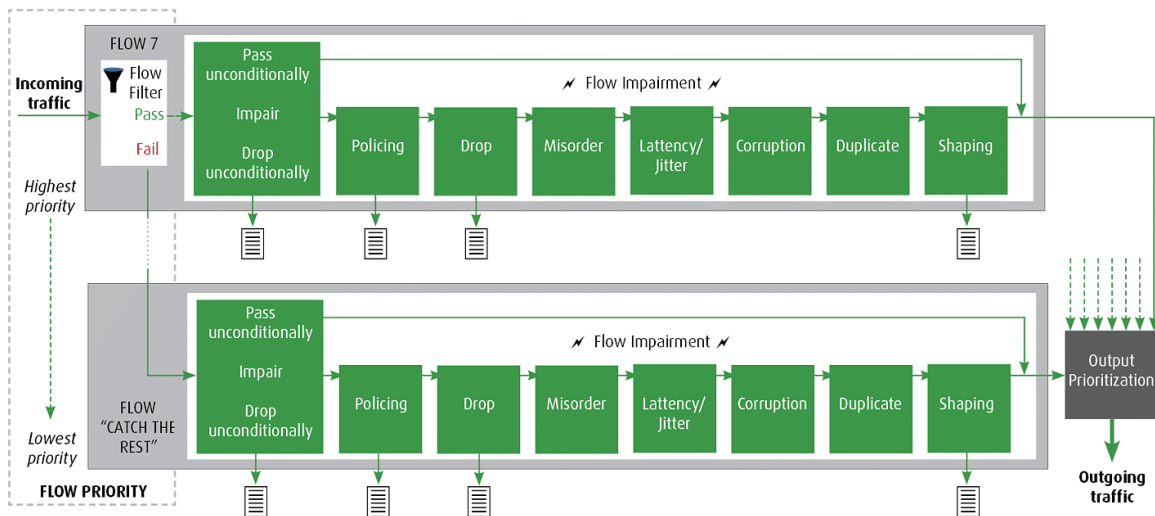 FLOW 7
Incoming
traffic
Flow
Filter
Pass
Fail
Pass
unconditionally
Impair
Drop
unconditionally
Flow Impairment
Policing
Drop
Misorder
Lattency/
Jitter
Corruption
Duplicate
Shaping
Highest
priority
Lowest
priority
FLOW PRIORITY
FLOW
“CATCH THE
REST”
Pass
unconditionally
Impair
Drop
unconditionally
Flow Impairment
Policing
Drop
Misorder
Lattency/
Jitter
Corruption
Duplicate
Shaping
Output
Prioritization
Outgoing
traffic